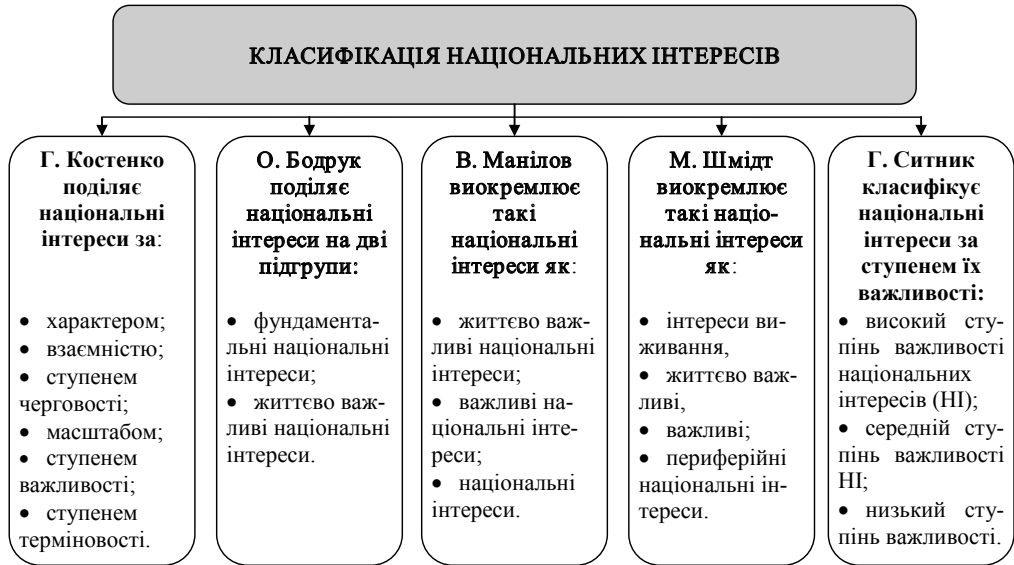 КЛАСИФІКАЦІЯ НАЦІОНАЛЬНИХ ІНТЕРЕСІВ
Г. Костенко
поділяє
національні
інтереси за:
• характером;
• взаємністю;
• ступенем
черговості;
• масштабом;
• ступенем
важливості;
• ступенем
терміновості.
О. Бодрук
поділяє
національні
інтереси на дві
підгрупи:
• фундамента-
льні національні
інтереси;
• життєво важ-
ливі національні
інтереси.
В. Манілов
виокремлює
такі
національні
інтереси як:
• життєво важ-
ливі національні
інтереси;
• важливі на-
ціональні інте-
реси;
• національні
інтереси.
М. Шмідт
виокремлює
такі націо-
нальні інтереси
як:
• інтереси ви-
живання,
• життєво важ-
ливі,
• важливі;
• периферійні
національні ін-
тереси.
Г. Ситник
класифікує
національні
інтереси за
ступенем їх
важливості:
• високий сту-
пінь важливості
національних
інтересів (НІ);
• середній сту-
пінь важливості
НІ;
• низький сту-
пінь важливості.